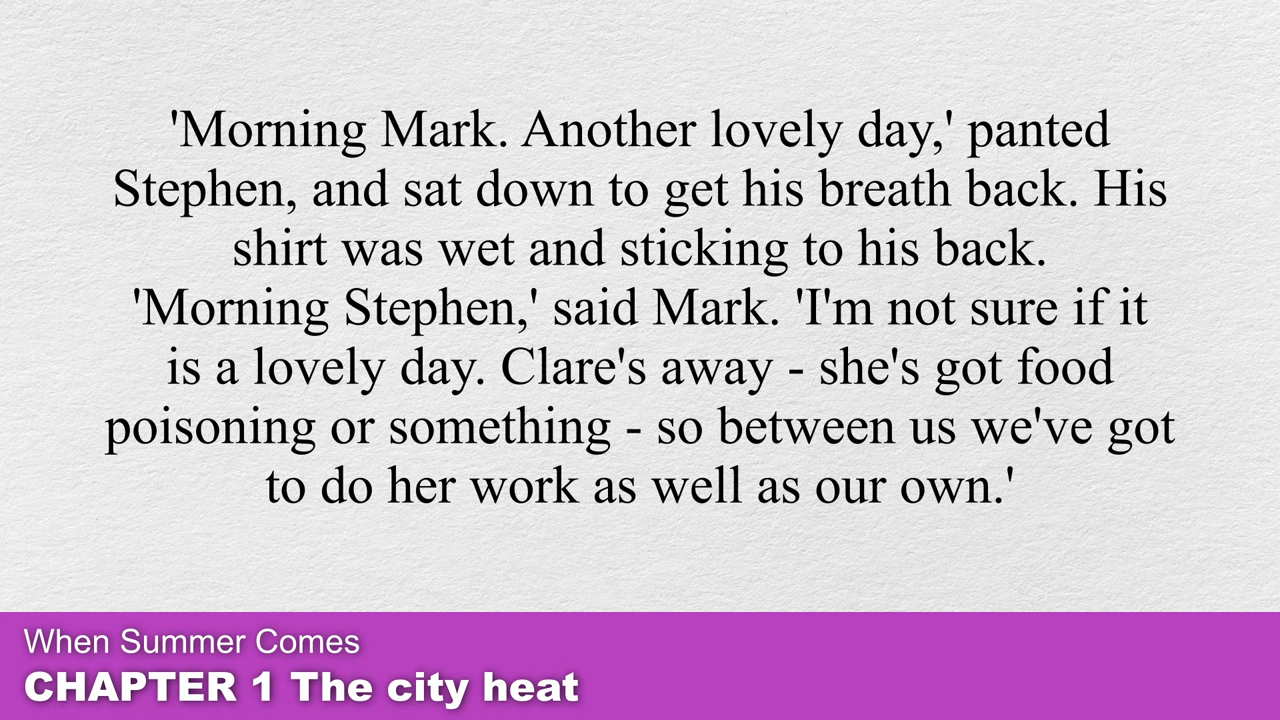 'Morning Mark. Another lovely day,' panted
Stephen, and sat down to get his breath back. His
shirt was wet and sticking to his back.
'Morning Stephen,' said Mark. 'I'm not sure if it
is a lovely day. Clare's away - she's got food
poisoning or something - so between us we've got
to do her work as well as our own.'
When Summer Comes
CHAPTER 1 The city heat